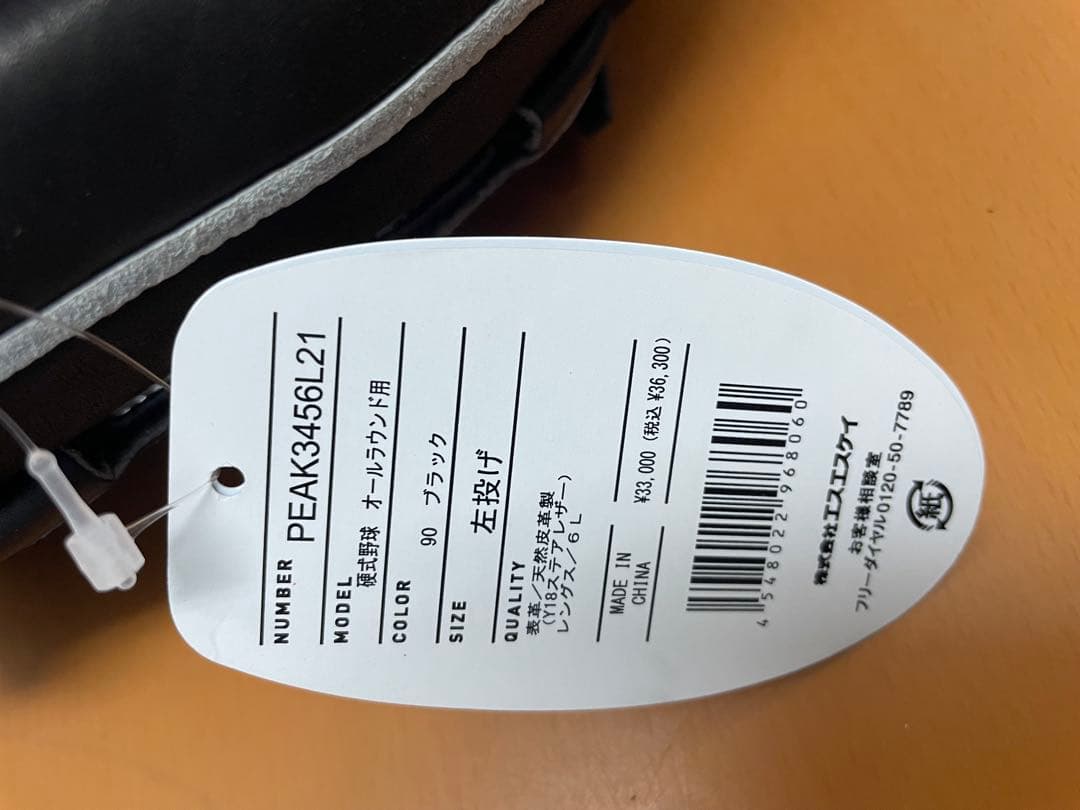 NUMBER
PEAK3456L21
MODEL
硬式野球 オールラウンド用
COLOR
90 ブラック
SIZE
左投げ
QUALITY
表革/天然皮革製
(Y18ステアレザー)
レングス/6L
MADE IN
CHINA
¥33,000 (税込 ¥36,300)
4 548022 968060
株式会社エスエスケイ
お客様相談室
フリーダイヤル0120-50-7789
紙